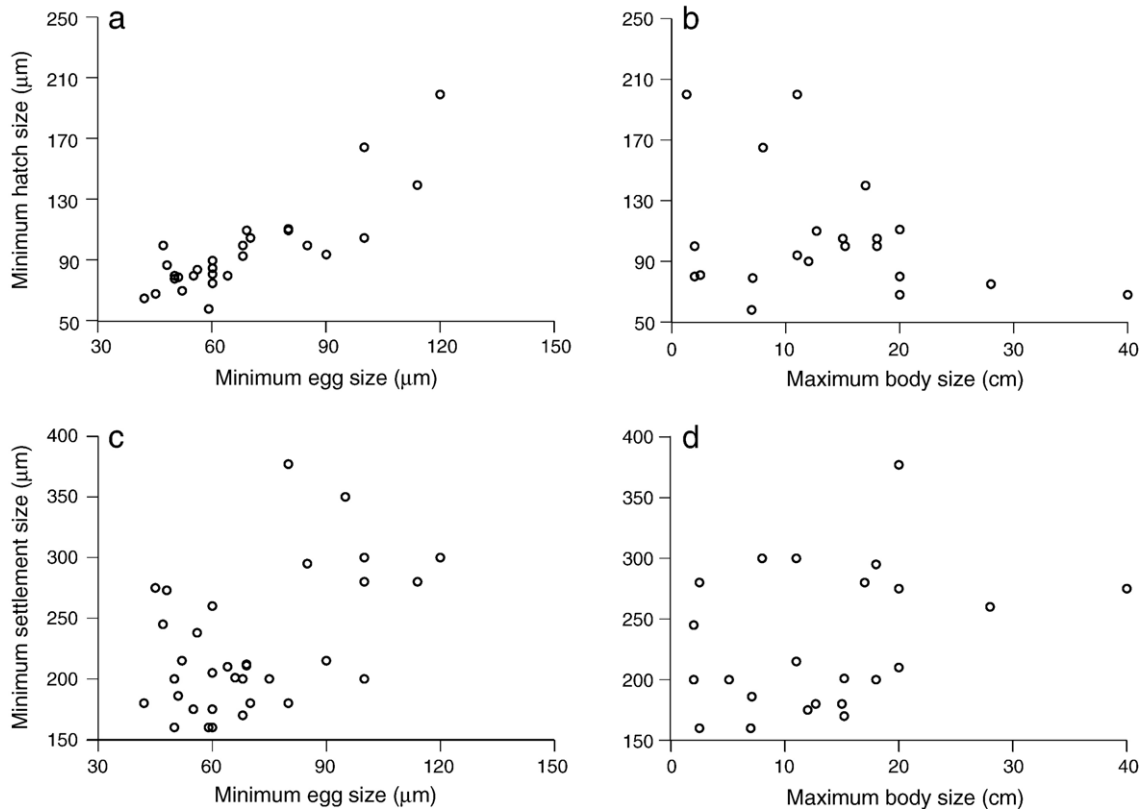 a
250
210
170
130
90
50
Minimum hatch size (μm)
30 60 90 120 150
Minimum egg size (μm)
b
250
210
170
130
90
50
0 10 20 30 40
Maximum body size (cm)
c
400
350
300
250
200
150
Minimum settlement size (μm)
30 60 90 120 150
Minimum egg size (μm)
d
400
350
300
250
200
150
0 10 20 30 40
Maximum body size (cm)